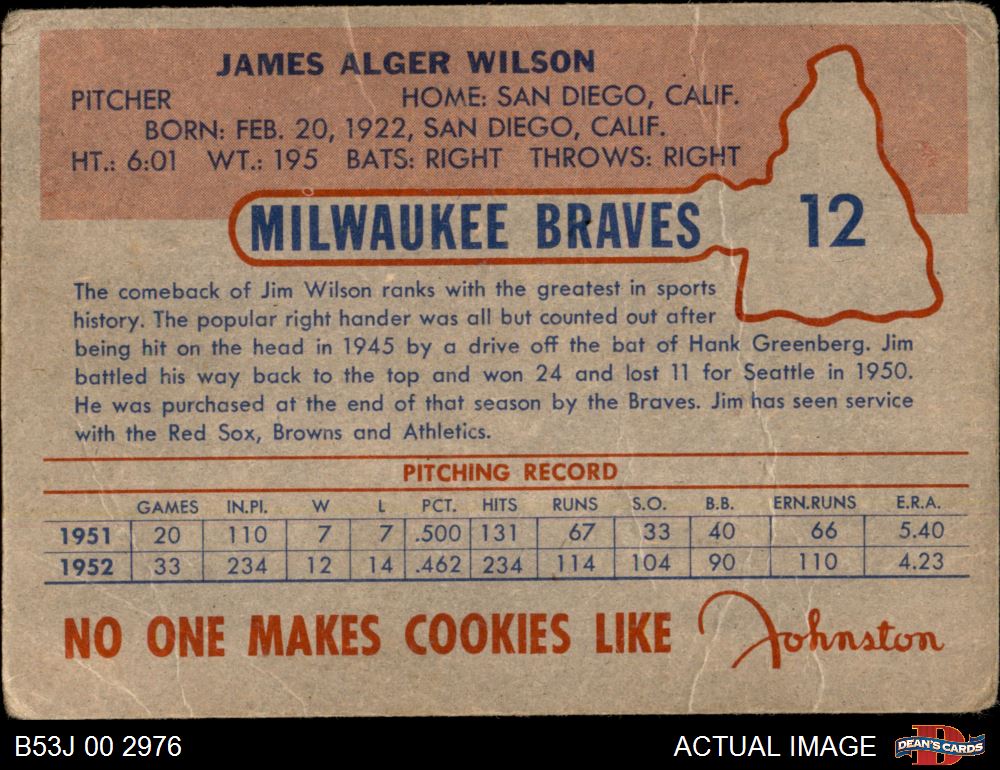 JAMES ALGER WILSON
PITCHER HOME: SAN DIEGO, CALIF.
BORN: FEB. 20, 1922, SAN DIEGO, CALIF.
HT.: 6:01 WT.: 195 BATS: RIGHT THROWS: RIGHT
MILWAUKEE BRAVES 12
The comeback of Jim Wilson ranks with the greatest in sports
history. The popular right hander was all but counted out after
being hit on the head in 1945 by a drive off the bat of Hank Greenberg. Jim
battled his way back to the top and won 24 and lost 11 for Seattle in 1950.
He was purchased at the end of that season by the Braves. Jim has seen service
with the Red Sox, Browns and Athletics.
PITCHING RECORD
GAMES IN.PI. W L PCT. HITS RUNS S.O. B.B. ERN.RUNS E.R.A.
1951 20 110 7 7 .500 131 67 33 40 66 5.40
1952 33 234 12 14 .462 234 114 104 90 110 4.23
NO ONE MAKES COOKIES LIKE Johnston
B53J 00 2976 ACTUAL IMAGE DEAN'S CARDS